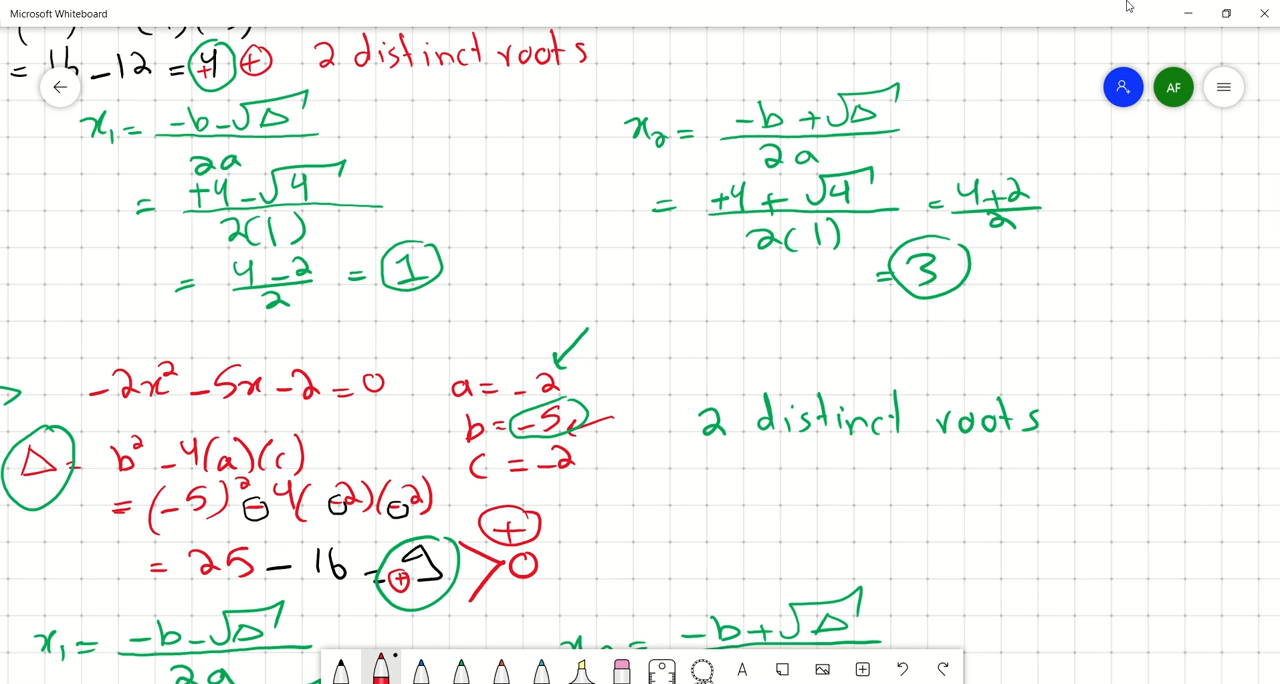 Microsoft Whiteboard
= 16 - 12 = +4 + 2 distinct roots
AF
x₁ = (-b - √Δ) / 2a
= (+4 - √4) / 2(1)
= (4 - 2) / 2 = 1
x₂ = (-b + √Δ) / 2a
= (+4 + √4) / 2(1) = (4 + 2) / 2
= 3
-2x² - 5x - 2 = 0
a = -2
b = -5
c = -2
2 distinct roots
Δ = b² - 4(a)(c)
= (-5)² - 4(-2)(-2)
= 25 - 16 = +9 > 0
+
x₁ = (-b - √Δ) / 2a
= (-b + √Δ)
A